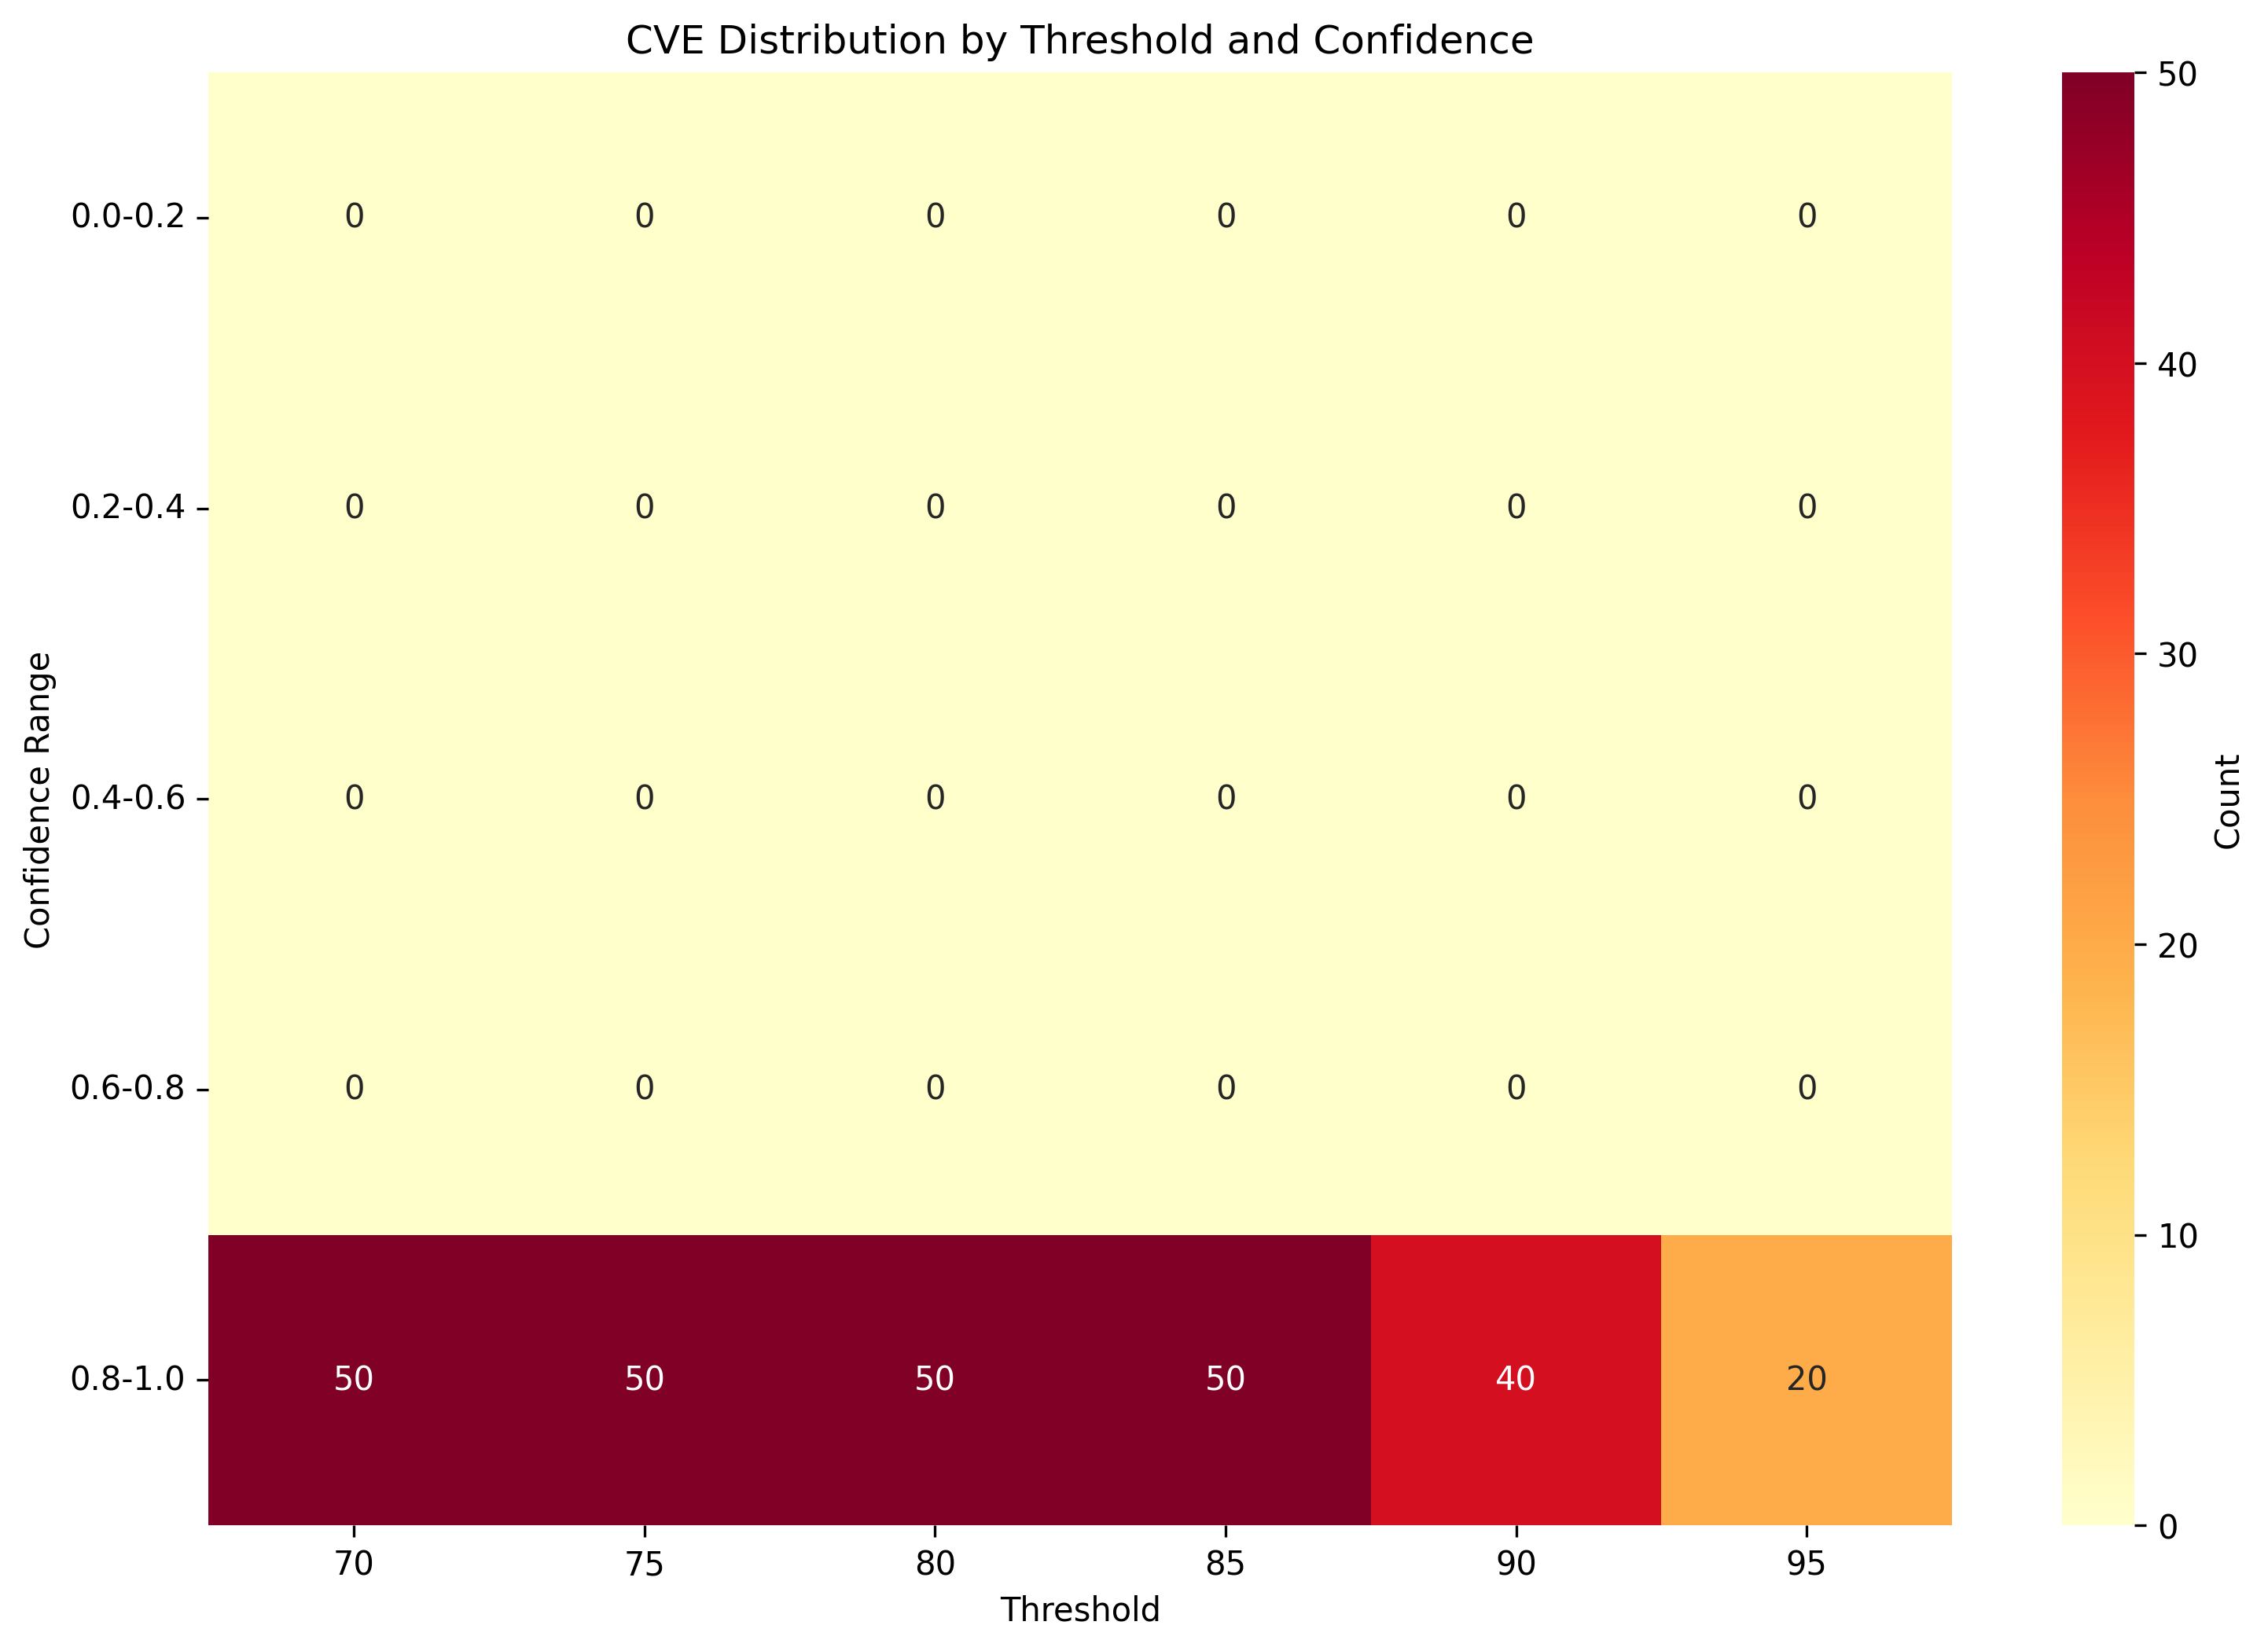 CVE Distribution by Threshold and Confidence
Confidence Range
0.0-0.2 0 0 0 0 0 0
0.2-0.4 0 0 0 0 0 0
0.4-0.6 0 0 0 0 0 0
0.6-0.8 0 0 0 0 0 0
0.8-1.0 50 50 50 50 40 20
70 75 80 85 90 95
Threshold
50
40
30
20
10
0
Count